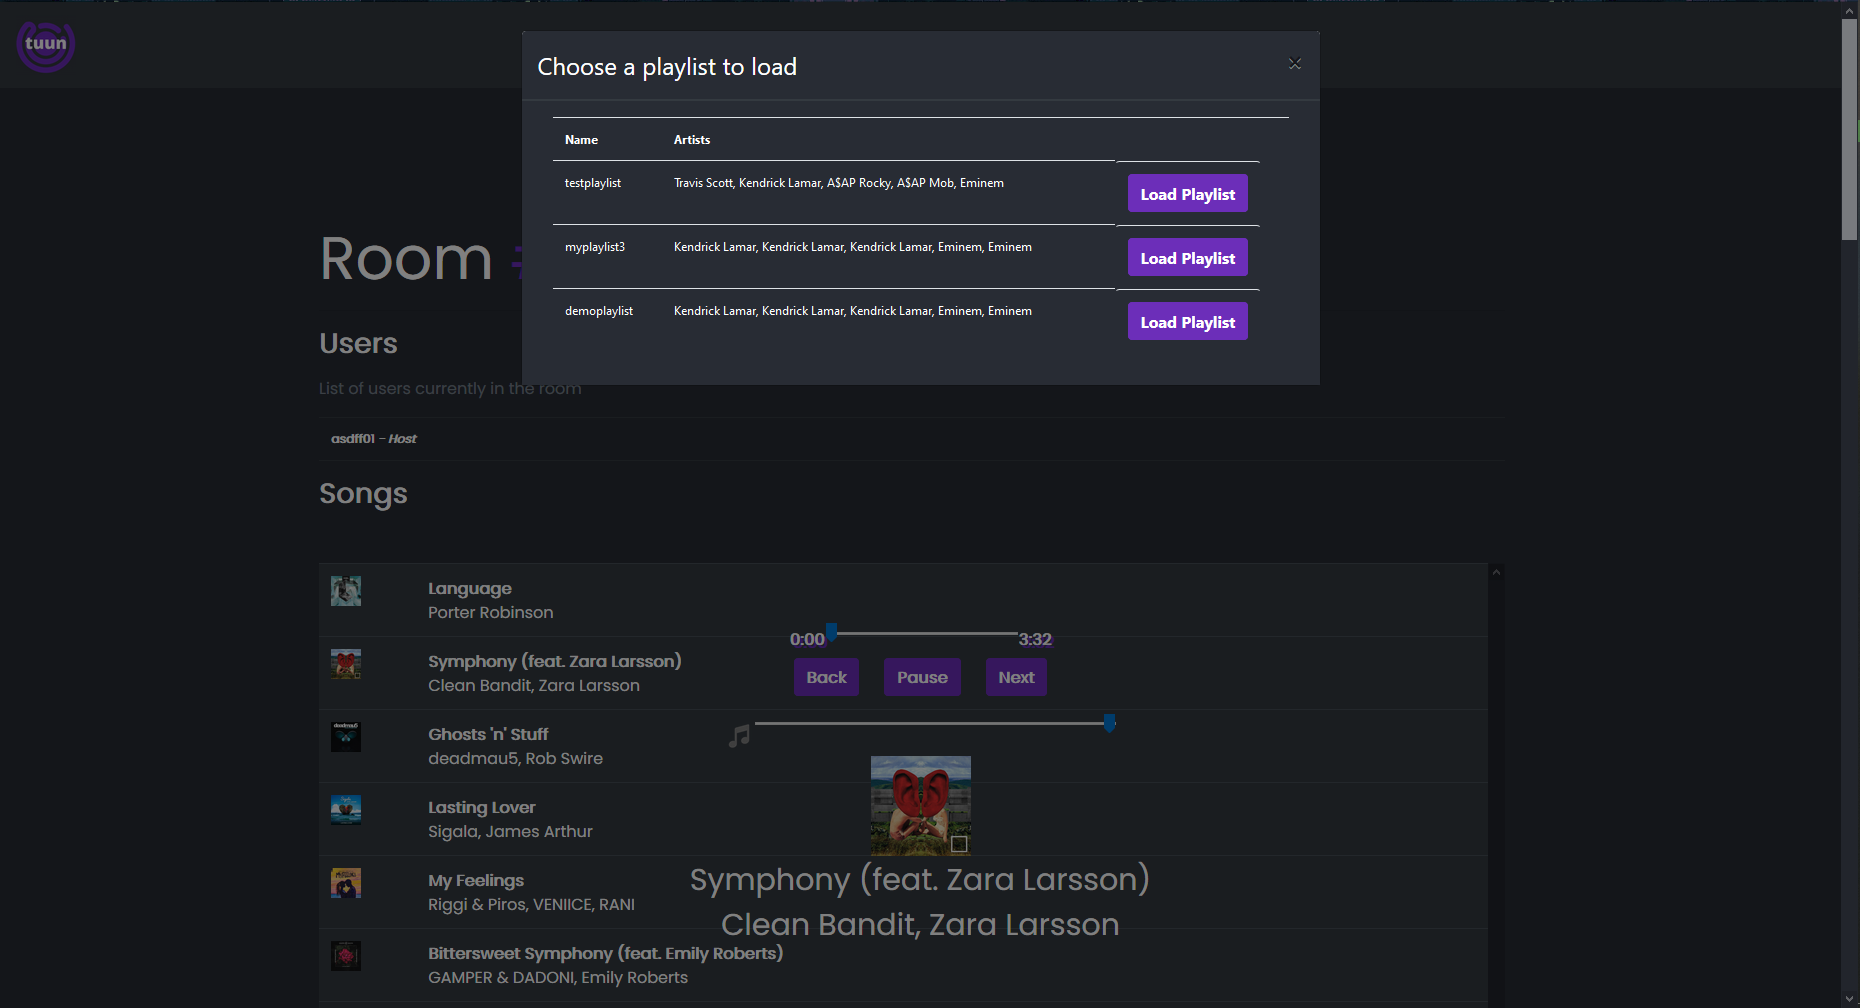 tuun
Choose a playlist to load
×
Name Artists
testplaylist Travis Scott, Kendrick Lamar, A$AP Rocky, A$AP Mob, Eminem Load Playlist
myplaylist3 Kendrick Lamar, Kendrick Lamar, Kendrick Lamar, Eminem, Eminem Load Playlist
demoplaylist Kendrick Lamar, Kendrick Lamar, Kendrick Lamar, Eminem, Eminem Load Playlist
Room
Users
List of users currently in the room
asdff01 - Host
Songs
Language
Porter Robinson
Symphony (feat. Zara Larsson)
Clean Bandit, Zara Larsson
Ghosts 'n' Stuff
deadmau5, Rob Swire
Lasting Lover
Sigala, James Arthur
My Feelings
Riggi & Piros, VENIICE, RANI
Bittersweet Symphony (feat. Emily Roberts)
GAMPER & DADONI, Emily Roberts
0:00 3:32
Back Pause Next
Symphony (feat. Zara Larsson)
Clean Bandit, Zara Larsson